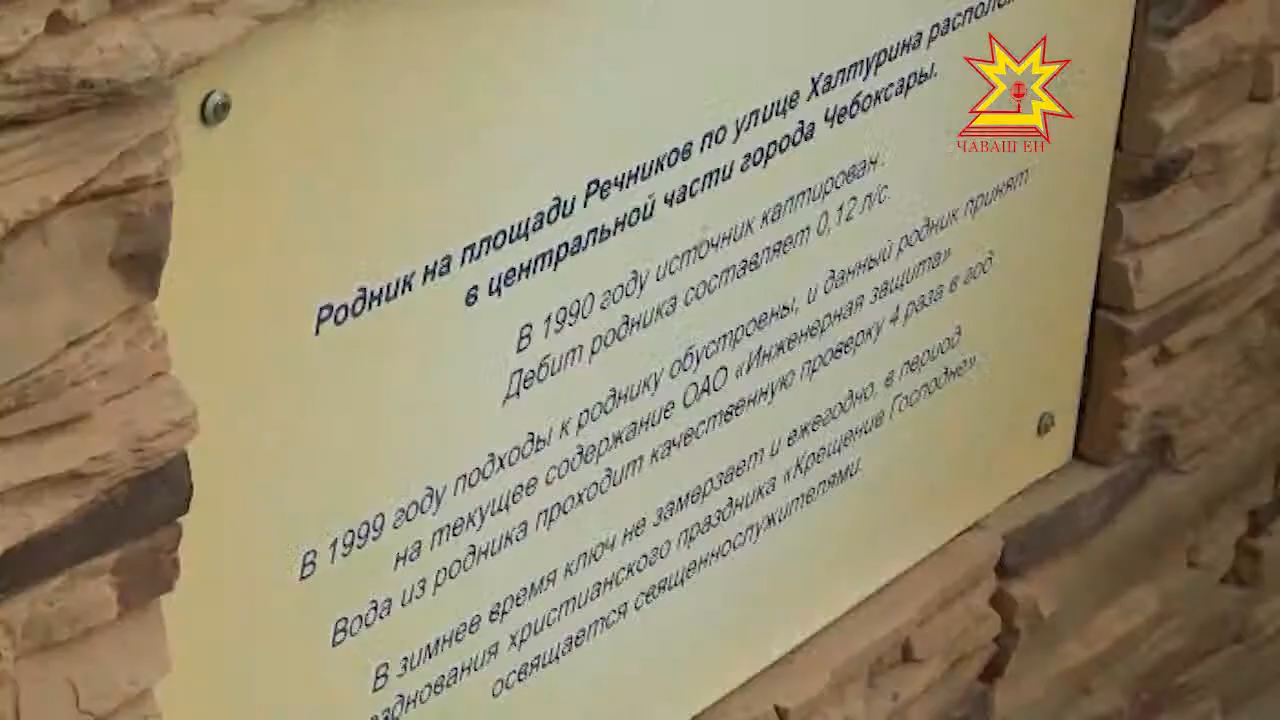 Родник на площади Речников по улице Халтурина
в центральной части города Чебоксары.
В 1990 году источник каптирован.
Дебит родника составляет 0,12 л/с.
В 1999 году подходы к роднику обустроены, и данный родник принят
на текущее содержание ОАО «Инженерная защита»
Вода из родника проходит качественную проверку 4 раза в год
В зимнее время ключ не замерзает и ежегодно, в период
христианского праздника «Крещение Господне»
освящается священнослужителями.
ЧАВАШ ЕН